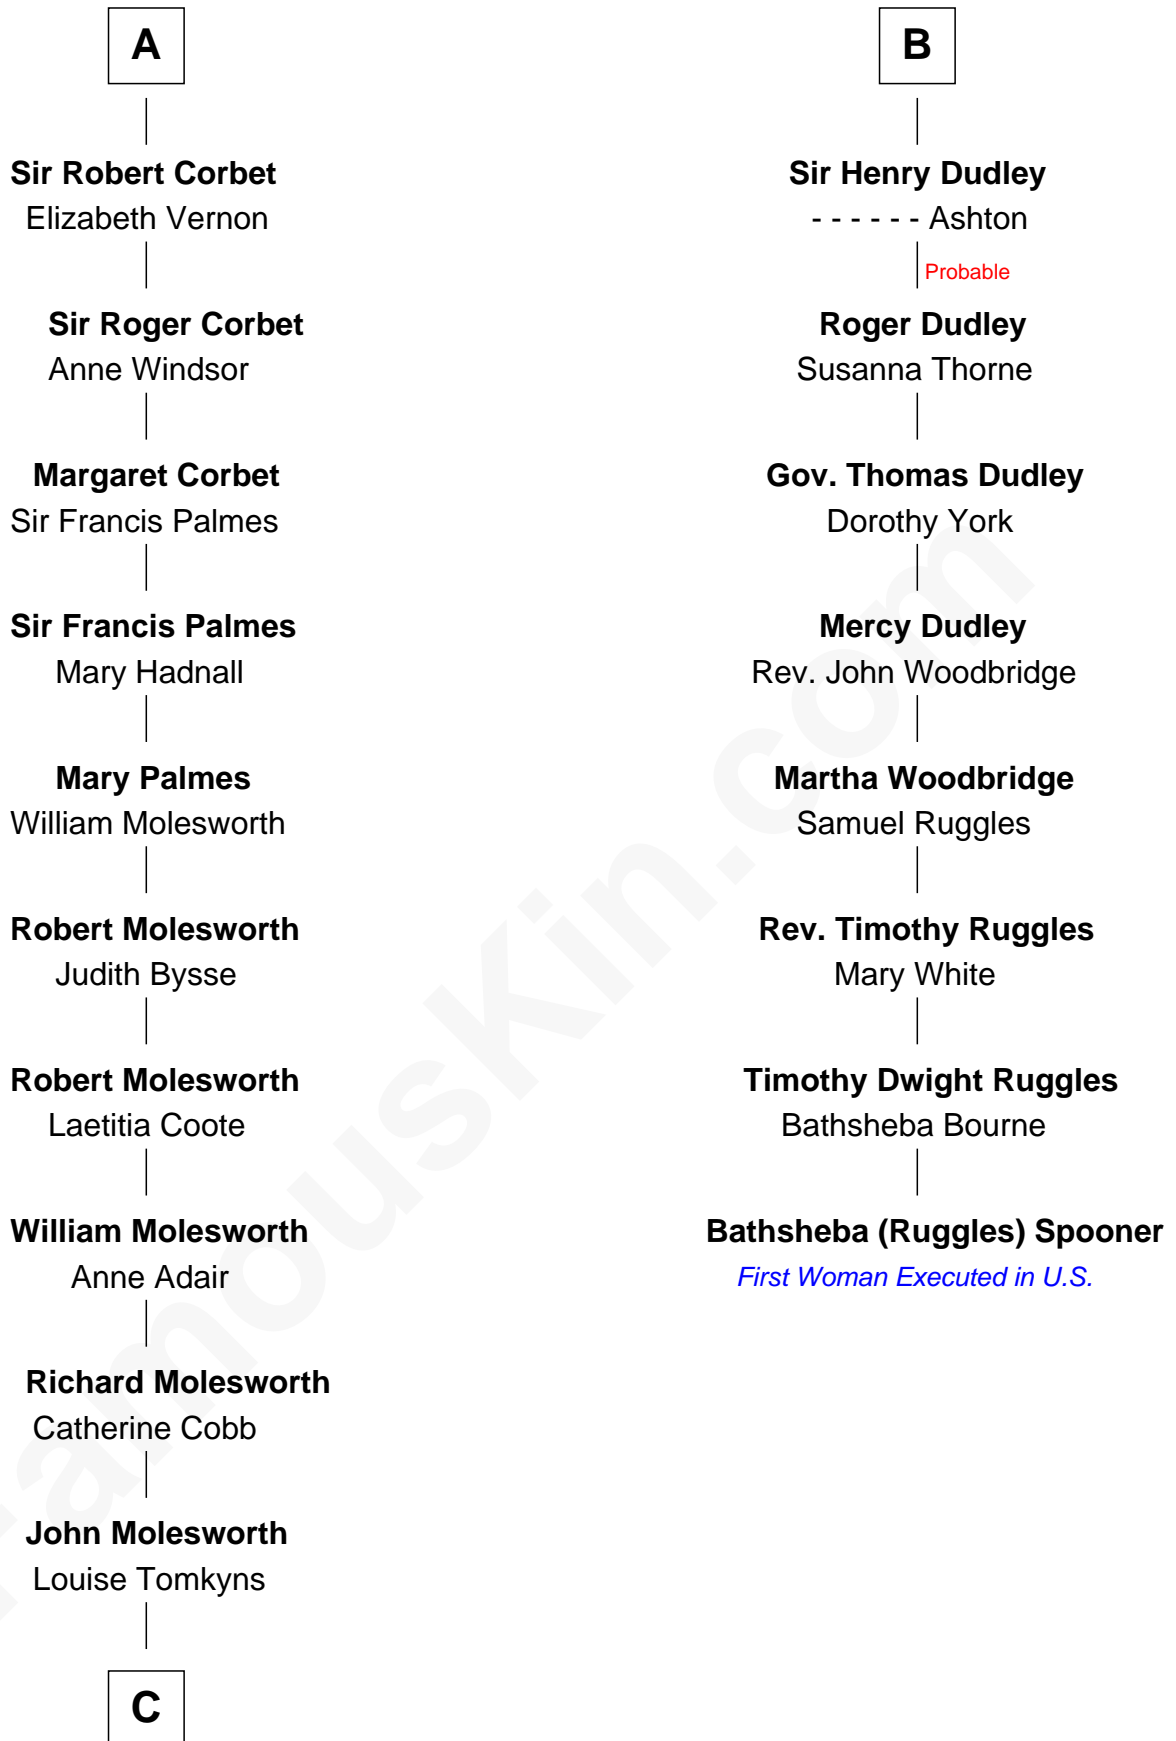 A
Sir Robert Corbet
Elizabeth Vernon
Sir Roger Corbet
Anne Windsor
Margaret Corbet
Sir Francis Palmes
Sir Francis Palmes
Mary Hadnall
Mary Palmes
William Molesworth
Robert Molesworth
Judith Bysse
Robert Molesworth
Laetitia Coote
William Molesworth
Anne Adair
Richard Molesworth
Catherine Cobb
John Molesworth
Louise Tomkyns
C
B
Sir Henry Dudley
- - - - - - Ashton
Probable
Roger Dudley
Susanna Thorne
Gov. Thomas Dudley
Dorothy York
Mercy Dudley
Rev. John Woodbridge
Martha Woodbridge
Samuel Ruggles
Rev. Timothy Ruggles
Mary White
Timothy Dwight Ruggles
Bathsheba Bourne
Bathsheba (Ruggles) Spooner
First Woman Executed in U.S.
FamousKin.com